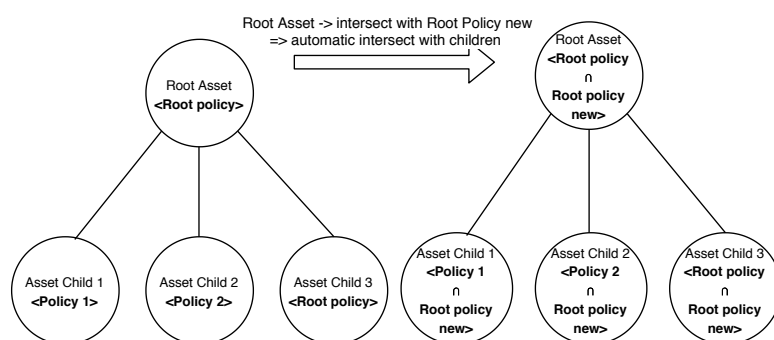 Root Asset -> intersect with Root Policy new
=> automatic intersect with children
Root Asset
<Root policy>
Asset Child 1
<Policy 1>
Asset Child 2
<Policy 2>
Asset Child 3
<Root policy>
Root Asset
<Root policy
∩
Root policy
new>
Asset Child 1
<Policy 1
∩
Root policy
new>
Asset Child 2
<Policy 2
∩
Root policy
new>
Asset Child 3
<Root policy
∩
Root policy
new>